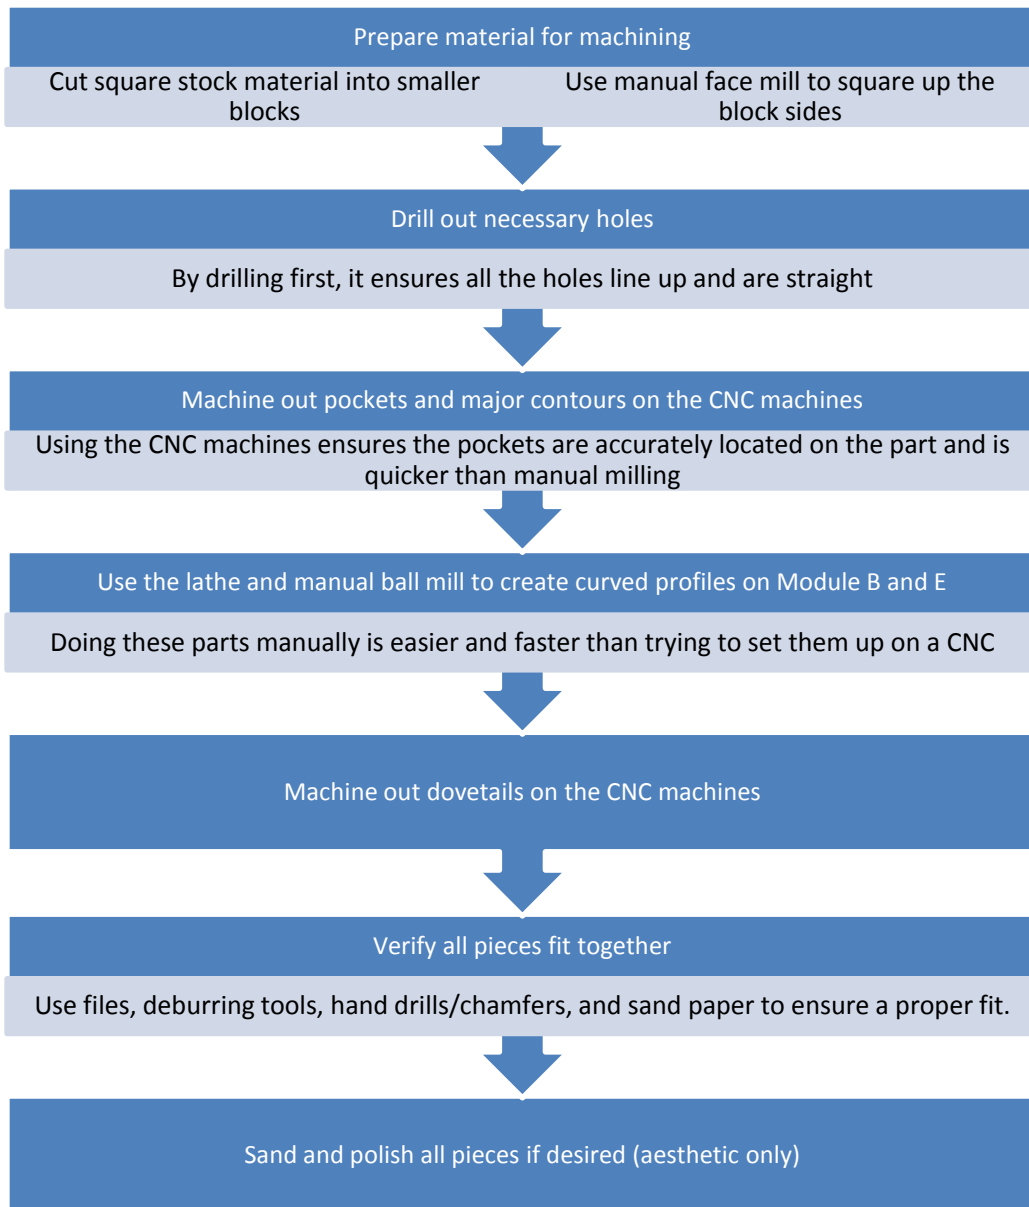 Prepare material for machining
Cut square stock material into smaller
blocks
Use manual face mill to square up the
block sides
Drill out necessary holes
By drilling first, it ensures all the holes line up and are straight
Machine out pockets and major contours on the CNC machines
Using the CNC machines ensures the pockets are accurately located on the part and is
quicker than manual milling
Use the lathe and manual ball mill to create curved profiles on Module B and E
Doing these parts manually is easier and faster than trying to set them up on a CNC
Machine out dovetails on the CNC machines
Verify all pieces fit together
Use files, deburring tools, hand drills/chamfers, and sand paper to ensure a proper fit.
Sand and polish all pieces if desired (aesthetic only)